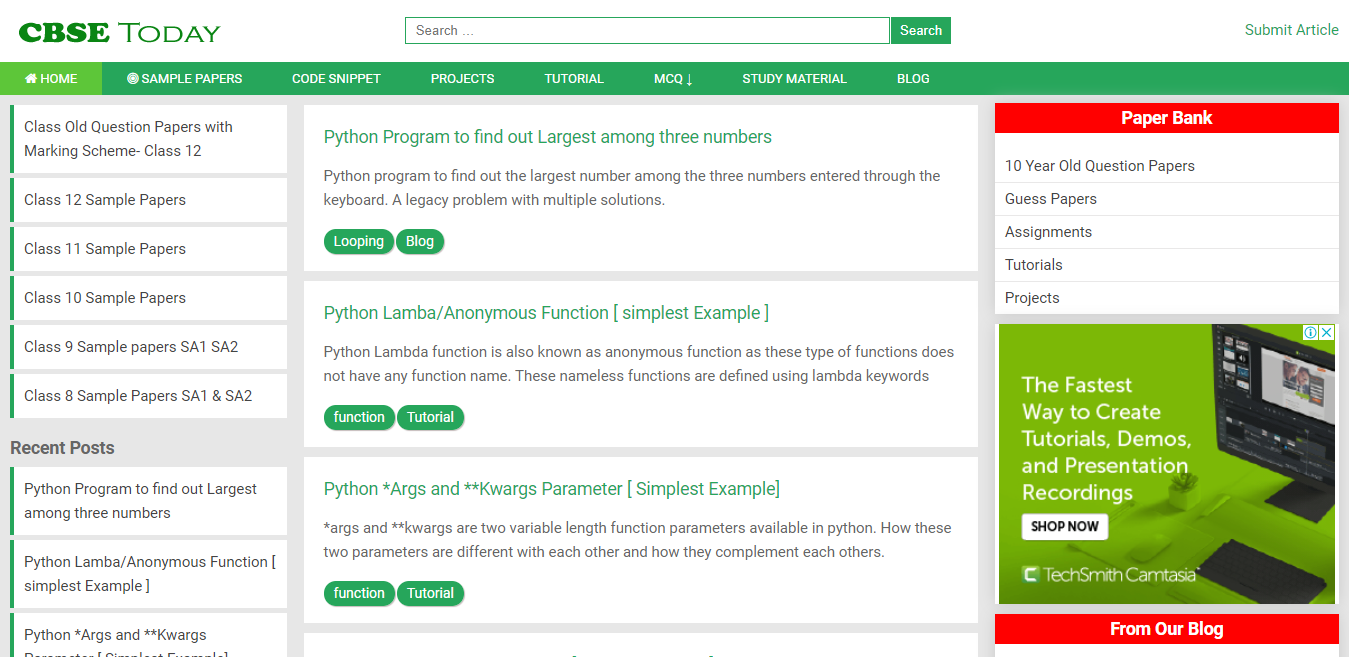 CBSE TODAY
Search ...
Search
Submit Article
HOME
SAMPLE PAPERS
CODE SNIPPET
PROJECTS
TUTORIAL
MCQ ↓
STUDY MATERIAL
BLOG
Class Old Question Papers with
Marking Scheme- Class 12
Class 12 Sample Papers
Class 11 Sample Papers
Class 10 Sample Papers
Class 9 Sample papers SA1 SA2
Class 8 Sample Papers SA1 & SA2
Recent Posts
Python Program to find out Largest
among three numbers
Python Lamba/Anonymous Function [
simplest Example ]
Python *Args and **Kwargs
Parameter [ Simplest Example]
Python Program to find out Largest among three numbers
Python program to find out the largest number among the three numbers entered through the
keyboard. A legacy problem with multiple solutions.
Looping Blog
Python Lamba/Anonymous Function [ simplest Example ]
Python Lambda function is also known as anonymous function as these type of functions does
not have any function name. These nameless functions are defined using lambda keywords
function Tutorial
Python *Args and **Kwargs Parameter [ Simplest Example]
*args and **kwargs are two variable length function parameters available in python. How these
two parameters are different with each other and how they complement each others.
function Tutorial
Paper Bank
10 Year Old Question Papers
Guess Papers
Assignments
Tutorials
Projects
The Fastest
Way to Create
Tutorials, Demos,
and Presentation
Recordings
SHOP NOW
TechSmith Camtasia
From Our Blog